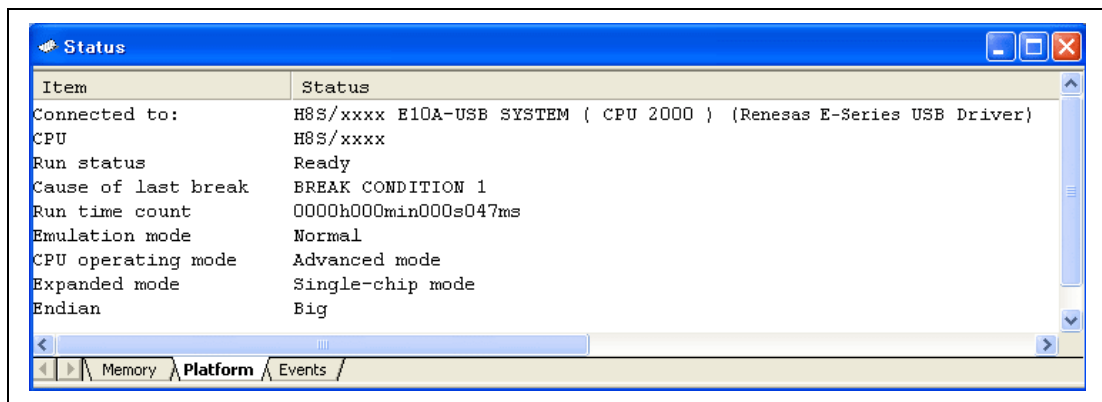 Status
Item Status
Connected to: H8S/xxxx E10A-USB SYSTEM ( CPU 2000 ) (Renesas E-Series USB Driver)
CPU H8S/xxxx
Run status Ready
Cause of last break BREAK CONDITION 1
Run time count 0000h000min000s047ms
Emulation mode Normal
CPU operating mode Advanced mode
Expanded mode Single-chip mode
Endian Big
Memory Platform Events